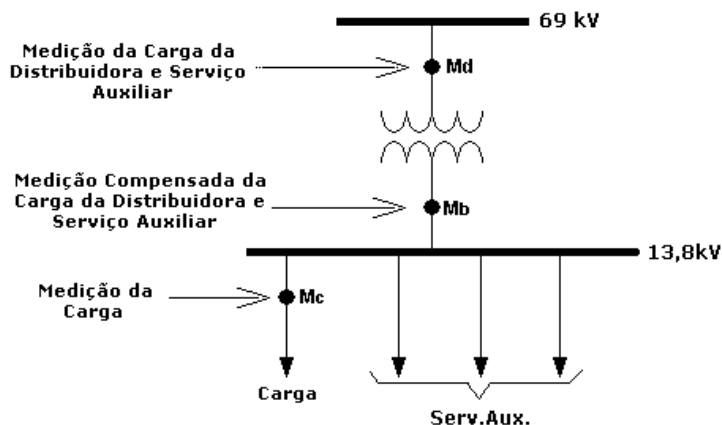 69 kV
Medição da Carga da
Distribuidora e Serviço
Auxiliar
Md
Medição Compensada da
Carga da Distribuidora e
Serviço Auxiliar
Mb
13,8kV
Medição da
Carga
Mc
Carga
Serv.Aux.